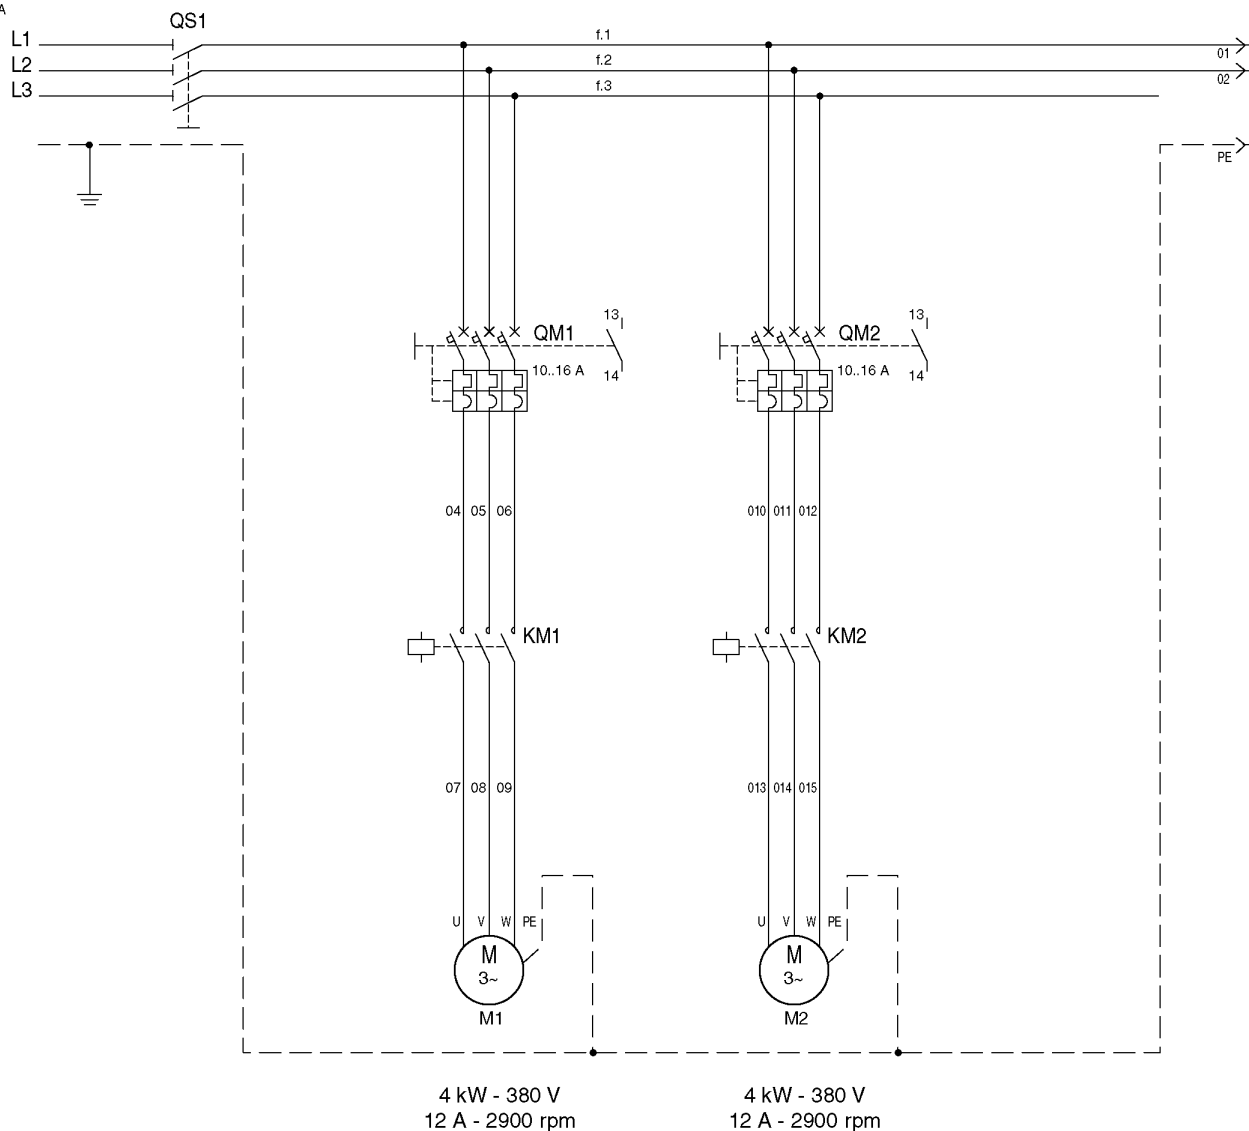 A
QS1
L1 f.1 01
L2 f.2 02
L3 f.3
PE
13 13
QM1 QM2
10..16 A 10..16 A
14 14
04 05 06 010 011 012
KM1 KM2
07 08 09 013 014 015
U V W PE U V W PE
M M
3~ 3~
M1 M2
4 kW - 380 V 4 kW - 380 V
12 A - 2900 rpm 12 A - 2900 rpm